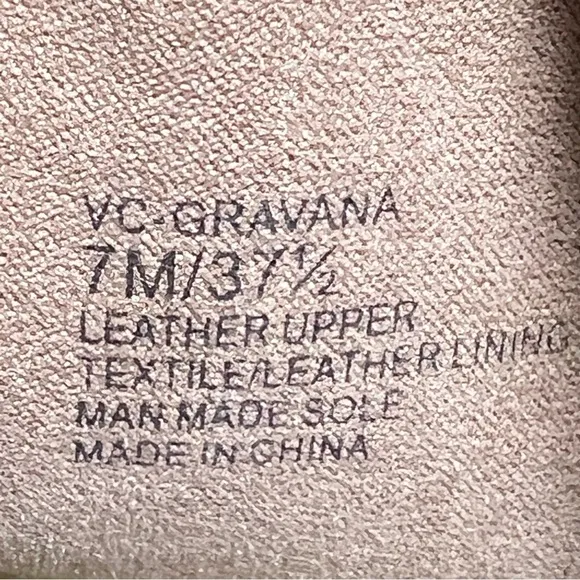 VC-GRAVANA
7M/37½
LEATHER UPPER
TEXTILE/LEATHER LINING
MAN MADE SOLE
MADE IN CHINA